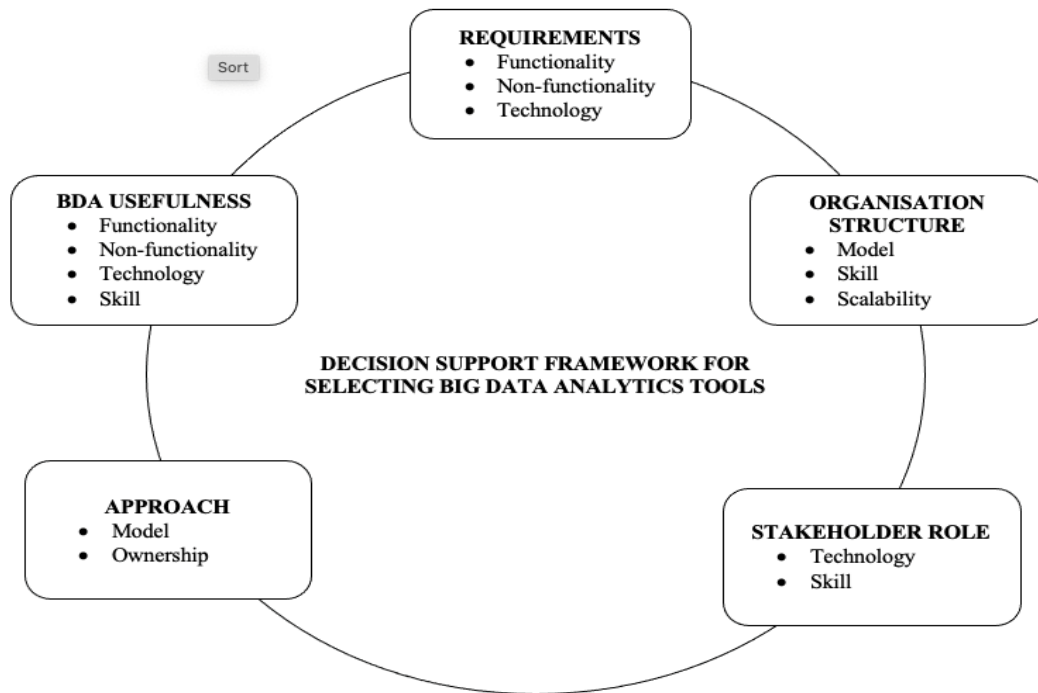 REQUIREMENTS
• Functionality
• Non-functionality
• Technology
Sort
BDA USEFULNESS
• Functionality
• Non-functionality
• Technology
• Skill
ORGANISATION
STRUCTURE
• Model
• Skill
• Scalability
DECISION SUPPORT FRAMEWORK FOR
SELECTING BIG DATA ANALYTICS TOOLS
APPROACH
• Model
• Ownership
STAKEHOLDER ROLE
• Technology
• Skill